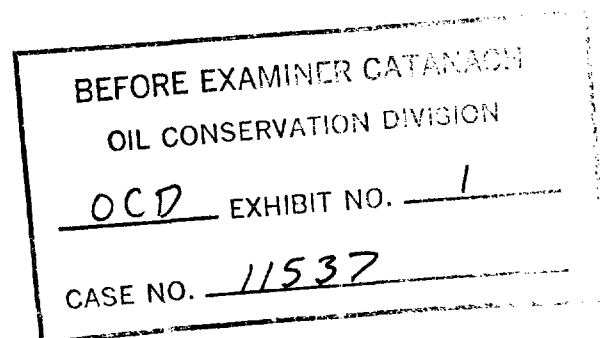 BEFORE EXAMINER CATANACH
OIL CONSERVATION DIVISION
OCD EXHIBIT NO. 1
CASE NO. 11537